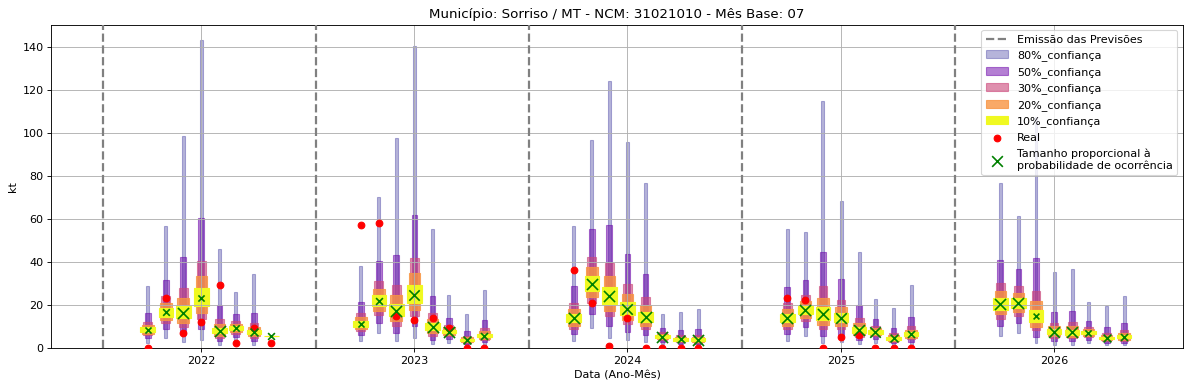 Município: Sorriso / MT - NCM: 31021010 - Mês Base: 07
140
120
100
80
60
40
20
0
kt
Emissão das Previsões
80%_confiança
50%_confiança
30%_confiança
20%_confiança
10%_confiança
Real
Tamanho proporcional à
probabilidade de ocorrência
2022
2023
2024
2025
2026
Data (Ano-Mês)